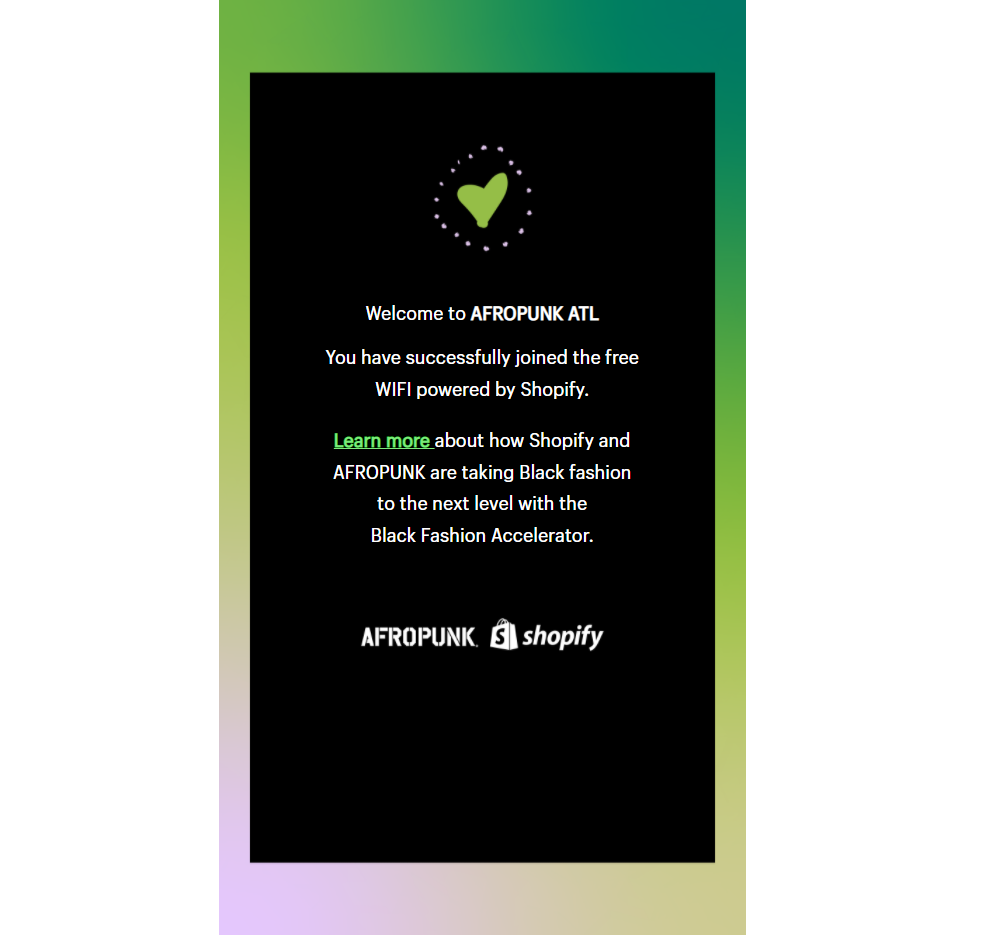 Welcome to AFROPUNK ATL
You have successfully joined the free
WIFI powered by Shopify.
Learn more about how Shopify and
AFROPUNK are taking Black fashion
to the next level with the
Black Fashion Accelerator.
AFROPUNK. shopify